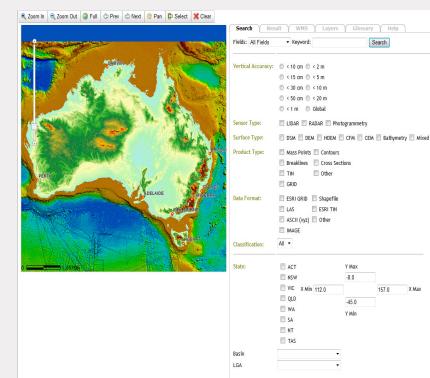 Zoom In Zoom Out Full Prev Next Pan Select Clear
Search Result WMS Layers Glossary Help
Fields: All Fields Keyword: Search
Vertical Accuracy: < 10 cm < 2 m
< 15 cm < 5 m
< 30 cm < 10 m
< 50 cm < 20 m
< 1 m Global
Sensor Type: LIDAR RADAR Photogrammetry
Surface Type: DSM DEM HDEM CFM CEM Bathymetry Mixed
Product Type: Mass Points Contours
Breaklines Cross Sections
TIN Other
GRID
Data Format: ESRI GRID Shapefile
LAS ESRI TIN
ASCII (xyz) Other
IMAGE
Classification: All
State: ACT Y Max
NSW -8.0
VIC X Min 112.0 157.0 X Max
QLD -45.0
WA Y Min
SA
NT
TAS
Basin
LGA
PERTH
ADELAIDE